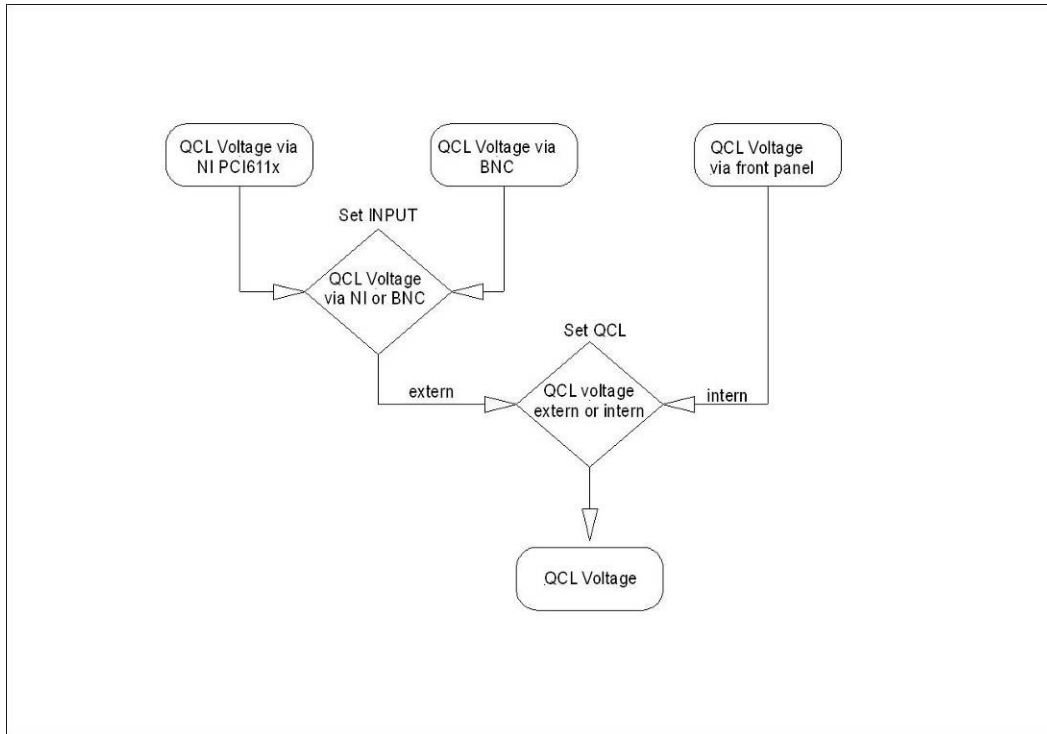 QCL Voltage via
NI PCI611x
QCL Voltage via
BNC
QCL Voltage
via front panel
Set INPUT
QCL Voltage
via NI or BNC
Set QCL
extern
QCL voltage
extern or intern
intern
QCL Voltage